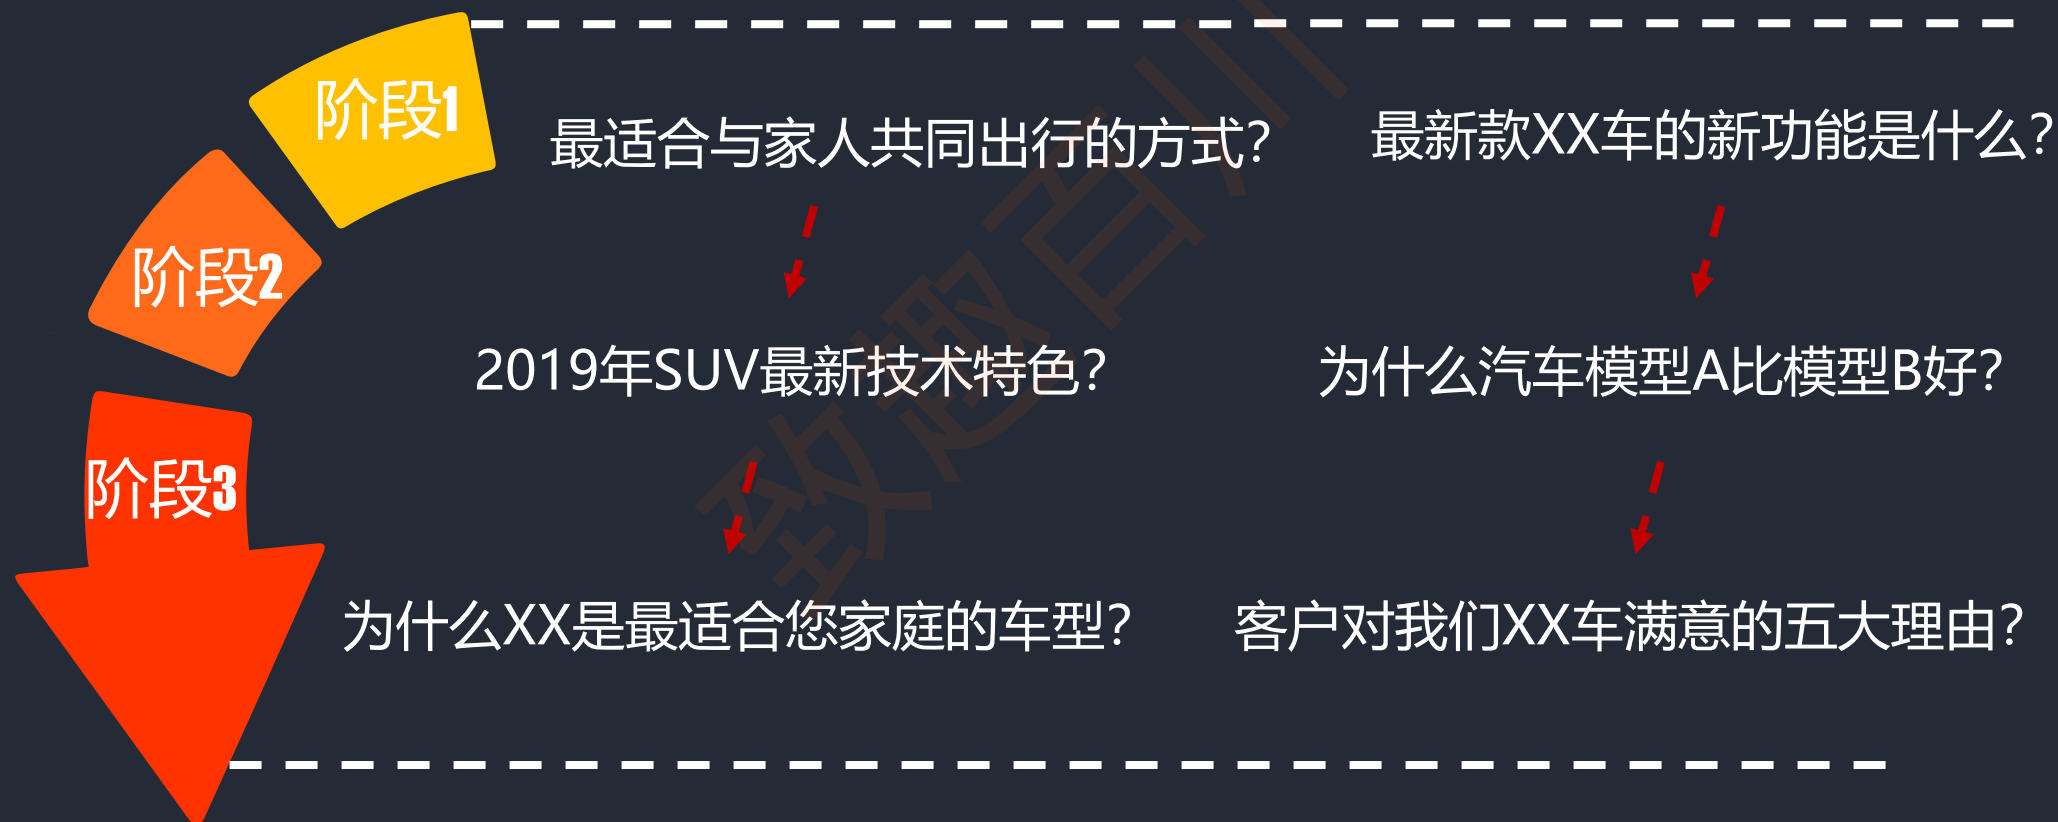 阶段1
最适合与家人共同出行的方式?
最新款XX车的新功能是什么?
阶段2
2019年SUV最新技术特色?
为什么汽车模型A比模型B好?
阶段3
为什么XX是最适合您家庭的车型?
客户对我们XX车满意的五大理由?
致趣百川